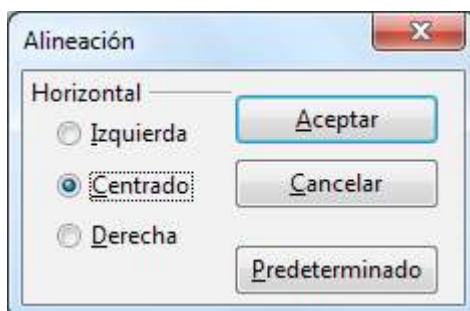 Alineación
Horizontal
Izquierda
Centrado
Derecha
Aceptar
Cancelar
Predeterminado